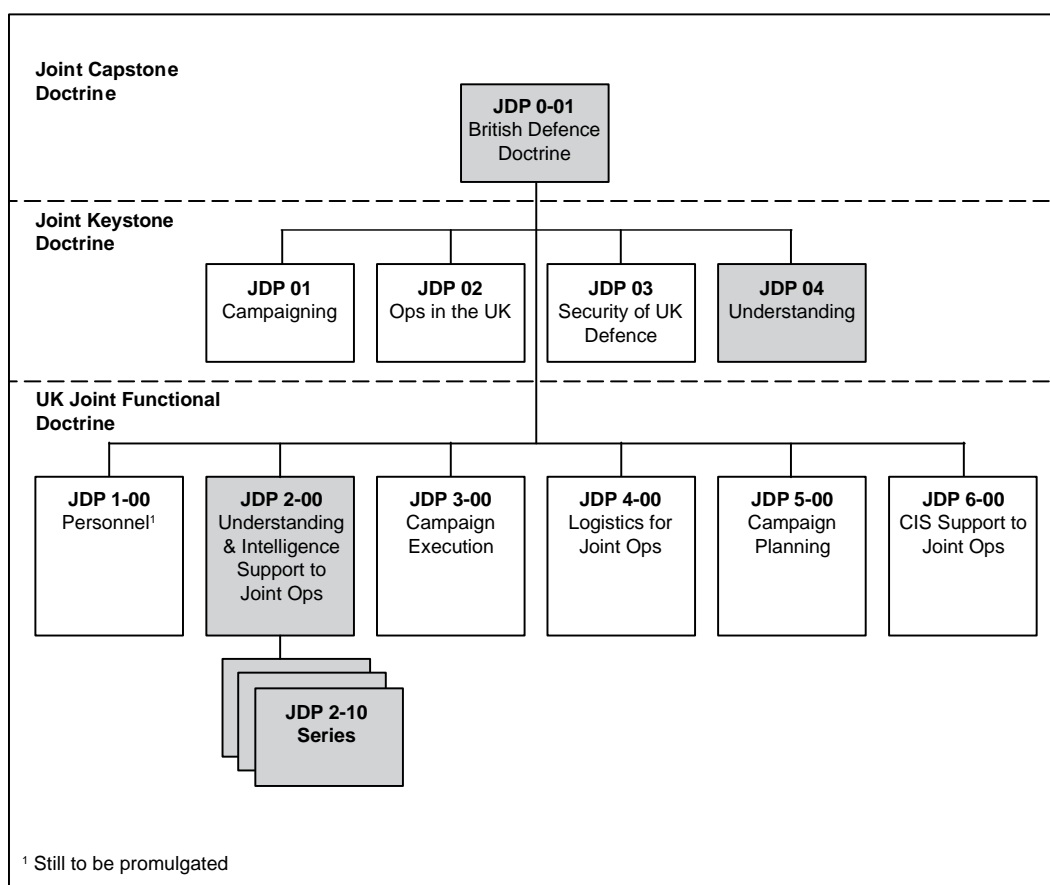 Joint Capstone
Doctrine
JDP 0-01
British Defence
Doctrine
Joint Keystone
Doctrine
JDP 01
Campaigning
JDP 02
Ops in the UK
JDP 03
Security of UK
Defence
JDP 04
Understanding
UK Joint Functional
Doctrine
JDP 1-00
Personnel¹
JDP 2-00
Understanding
& Intelligence
Support to
Joint Ops
JDP 3-00
Campaign
Execution
JDP 4-00
Logistics for
Joint Ops
JDP 5-00
Campaign
Planning
JDP 6-00
CIS Support to
Joint Ops
JDP 2-10
Series
¹ Still to be promulgated